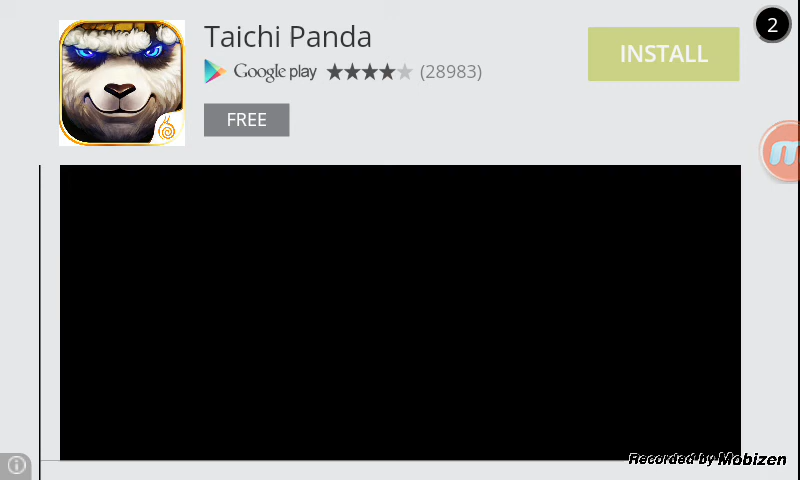 Taichi Panda
Google play (28983)
FREE
INSTALL
2
m
Recorded by Mobizen